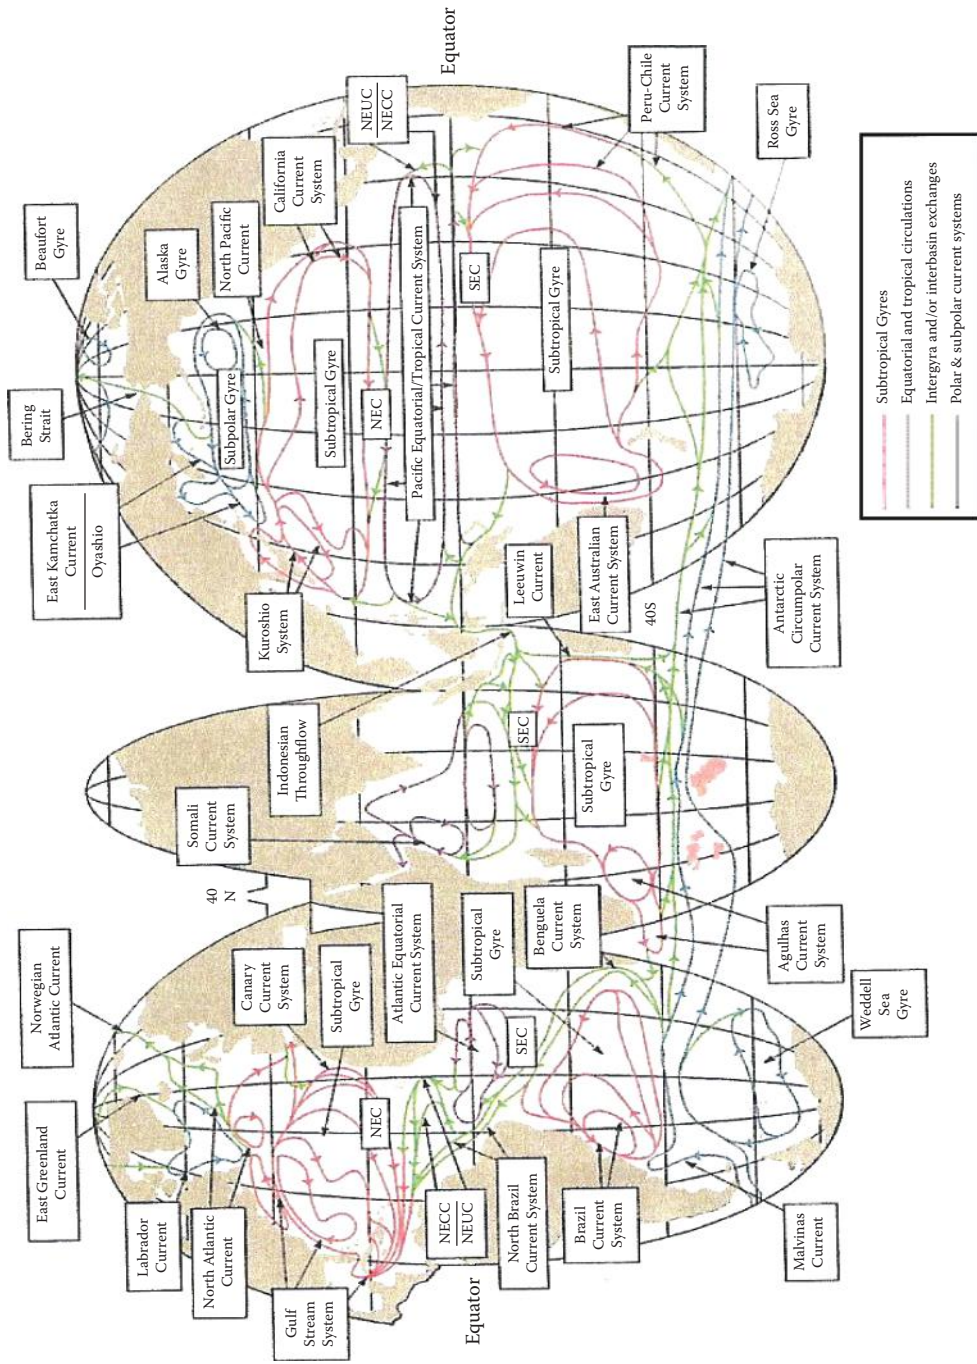 Beaufort
Gyre
Bering
Strait
Alaska
Gyre
North Pacific
Current
California
Current
System
NEUC
NECC
Equator
East Kamchatka
Current
Oyashio
Subpolar Gyre
Subtropical Gyre
NEC
Pacific Equatorial/Tropical Current System
SEC
Subtropical Gyre
Peru-Chile
Current
System
Ross Sea
Gyre
Kuroshio
System
Leeuwin
Current
East Australian
Current System
40S
Antarctic
Circumpolar
Current System
Indonesian
Throughflow
Somali
Current
System
SEC
Subtropical
Gyre
40
N
Agulhas
Current
System
Norwegian
Atlantic Current
East Greenland
Current
Canary
Current
System
Subtropical
Gyre
Atlantic Equatorial
Current System
Subtropical
Gyre
Benguela
Current
System
NEC
SEC
Labrador
Current
North Atlantic
Current
Gulf
Stream
System
NECC
NEUC
North Brazil
Current System
Brazil
Current
System
Malvinas
Current
Weddell
Sea
Gyre
Equator
Subtropical Gyres
Equatorial and tropical circulations
Intergyra and/or interbasin exchanges
Polar & subpolar current systems